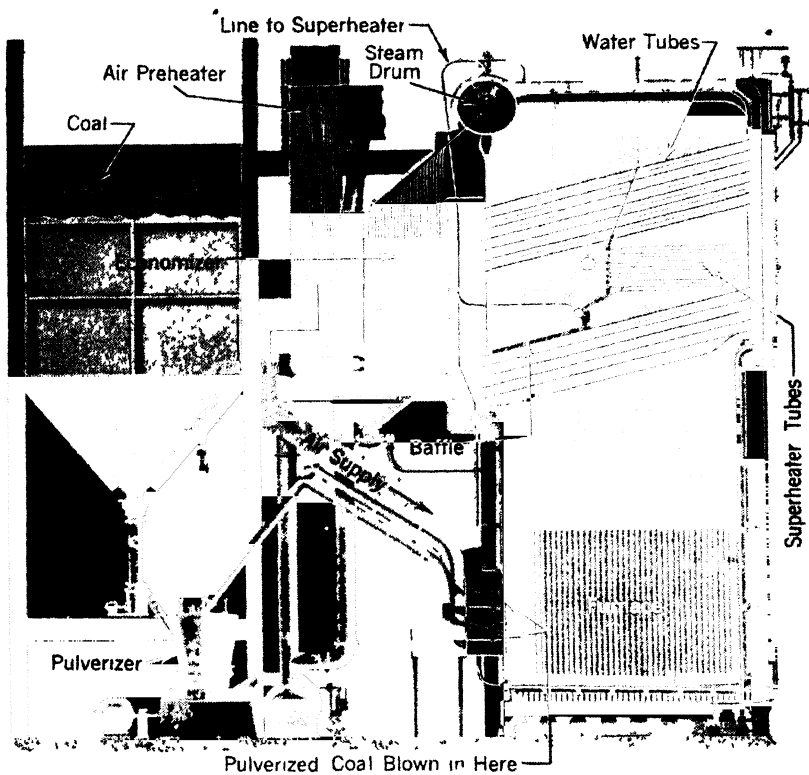 Line to Superheater
Steam
Drum
Water Tubes
Air Preheater
Coal
Economizer
Air Supply
Baffle
Superheater Tubes
Furnace
Pulverizer
Pulverized Coal Blown in Here